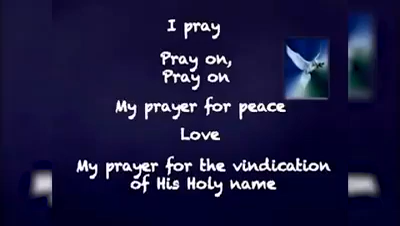 I pray
Pray on,
Pray on
My prayer for peace
Love
My prayer for the vindication
of His Holy name